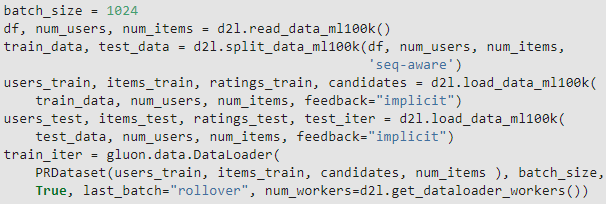 batch_size = 1024
df, num_users, num_items = d2l.read_data_ml100k()
train_data, test_data = d2l.split_data_ml100k(df, num_users, num_items,
                                              'seq-aware')
users_train, items_train, ratings_train, candidates = d2l.load_data_ml100k(
    train_data, num_users, num_items, feedback="implicit")
users_test, items_test, ratings_test, test_iter = d2l.load_data_ml100k(
    test_data, num_users, num_items, feedback="implicit")
train_iter = gluon.data.DataLoader(
    PRDataset(users_train, items_train, candidates, num_items ), batch_size,
    True, last_batch="rollover", num_workers=d2l.get_dataloader_workers())